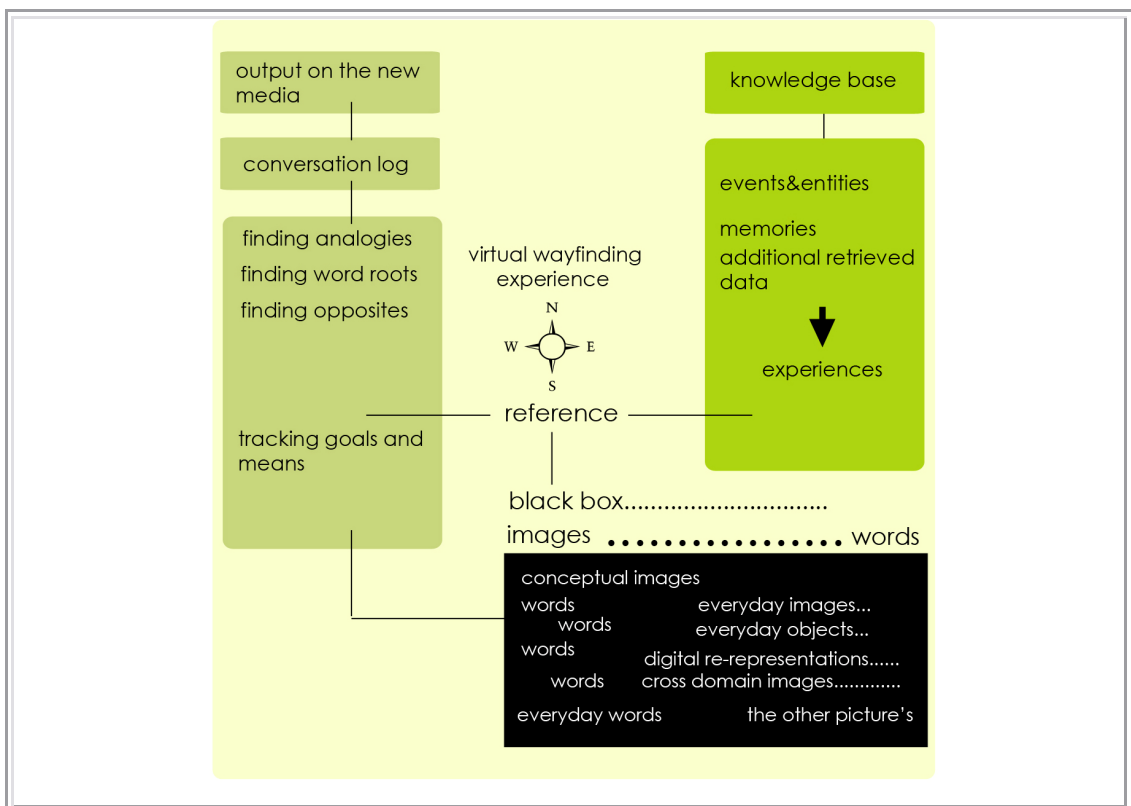 output on the new
media
conversation log
finding analogies
finding word roots
finding opposites
tracking goals and
means
virtual wayfinding
experience
N
W E
S
reference
knowledge base
events&entities
memories
additional retrieved
data
experiences
black box...............................
images .................. words
conceptual images
words everyday images...
words everyday objects...
words
digital re-representations......
words cross domain images.............
everyday words the other picture's